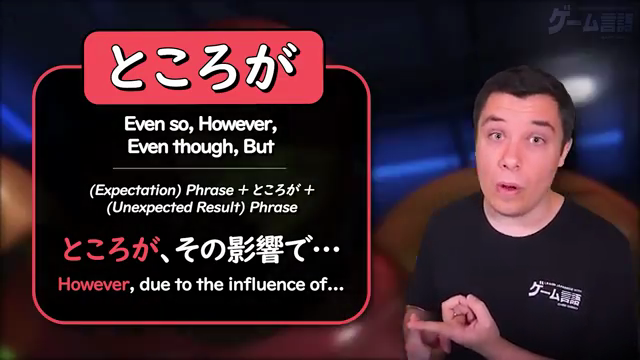 ところが
Even so, However,
Even though, But
(Expectation) Phrase + ところが +
(Unexpected Result) Phrase
ところが、その影響で…
However, due to the influence of...
ゲーム言語
ゲーム言語